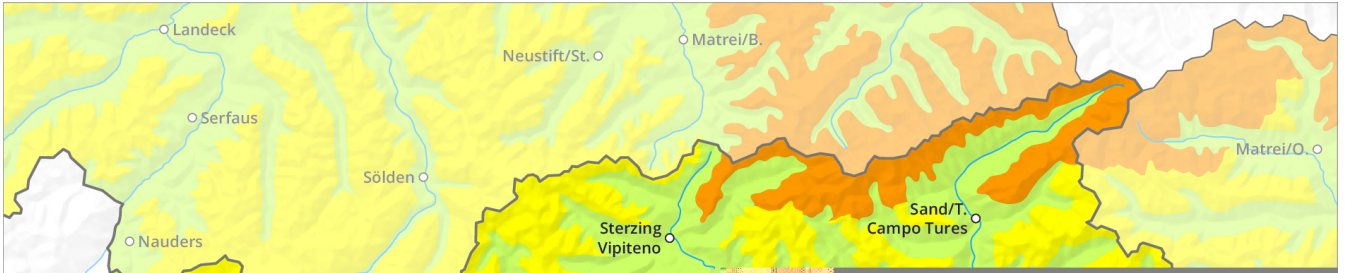 Landeck
Matrei/B.
Neustift/St.
Serfaus
Matrei/O.
Sölden
Sand/T.
Campo Tures
Sterzing
Vipiteno
Nauders